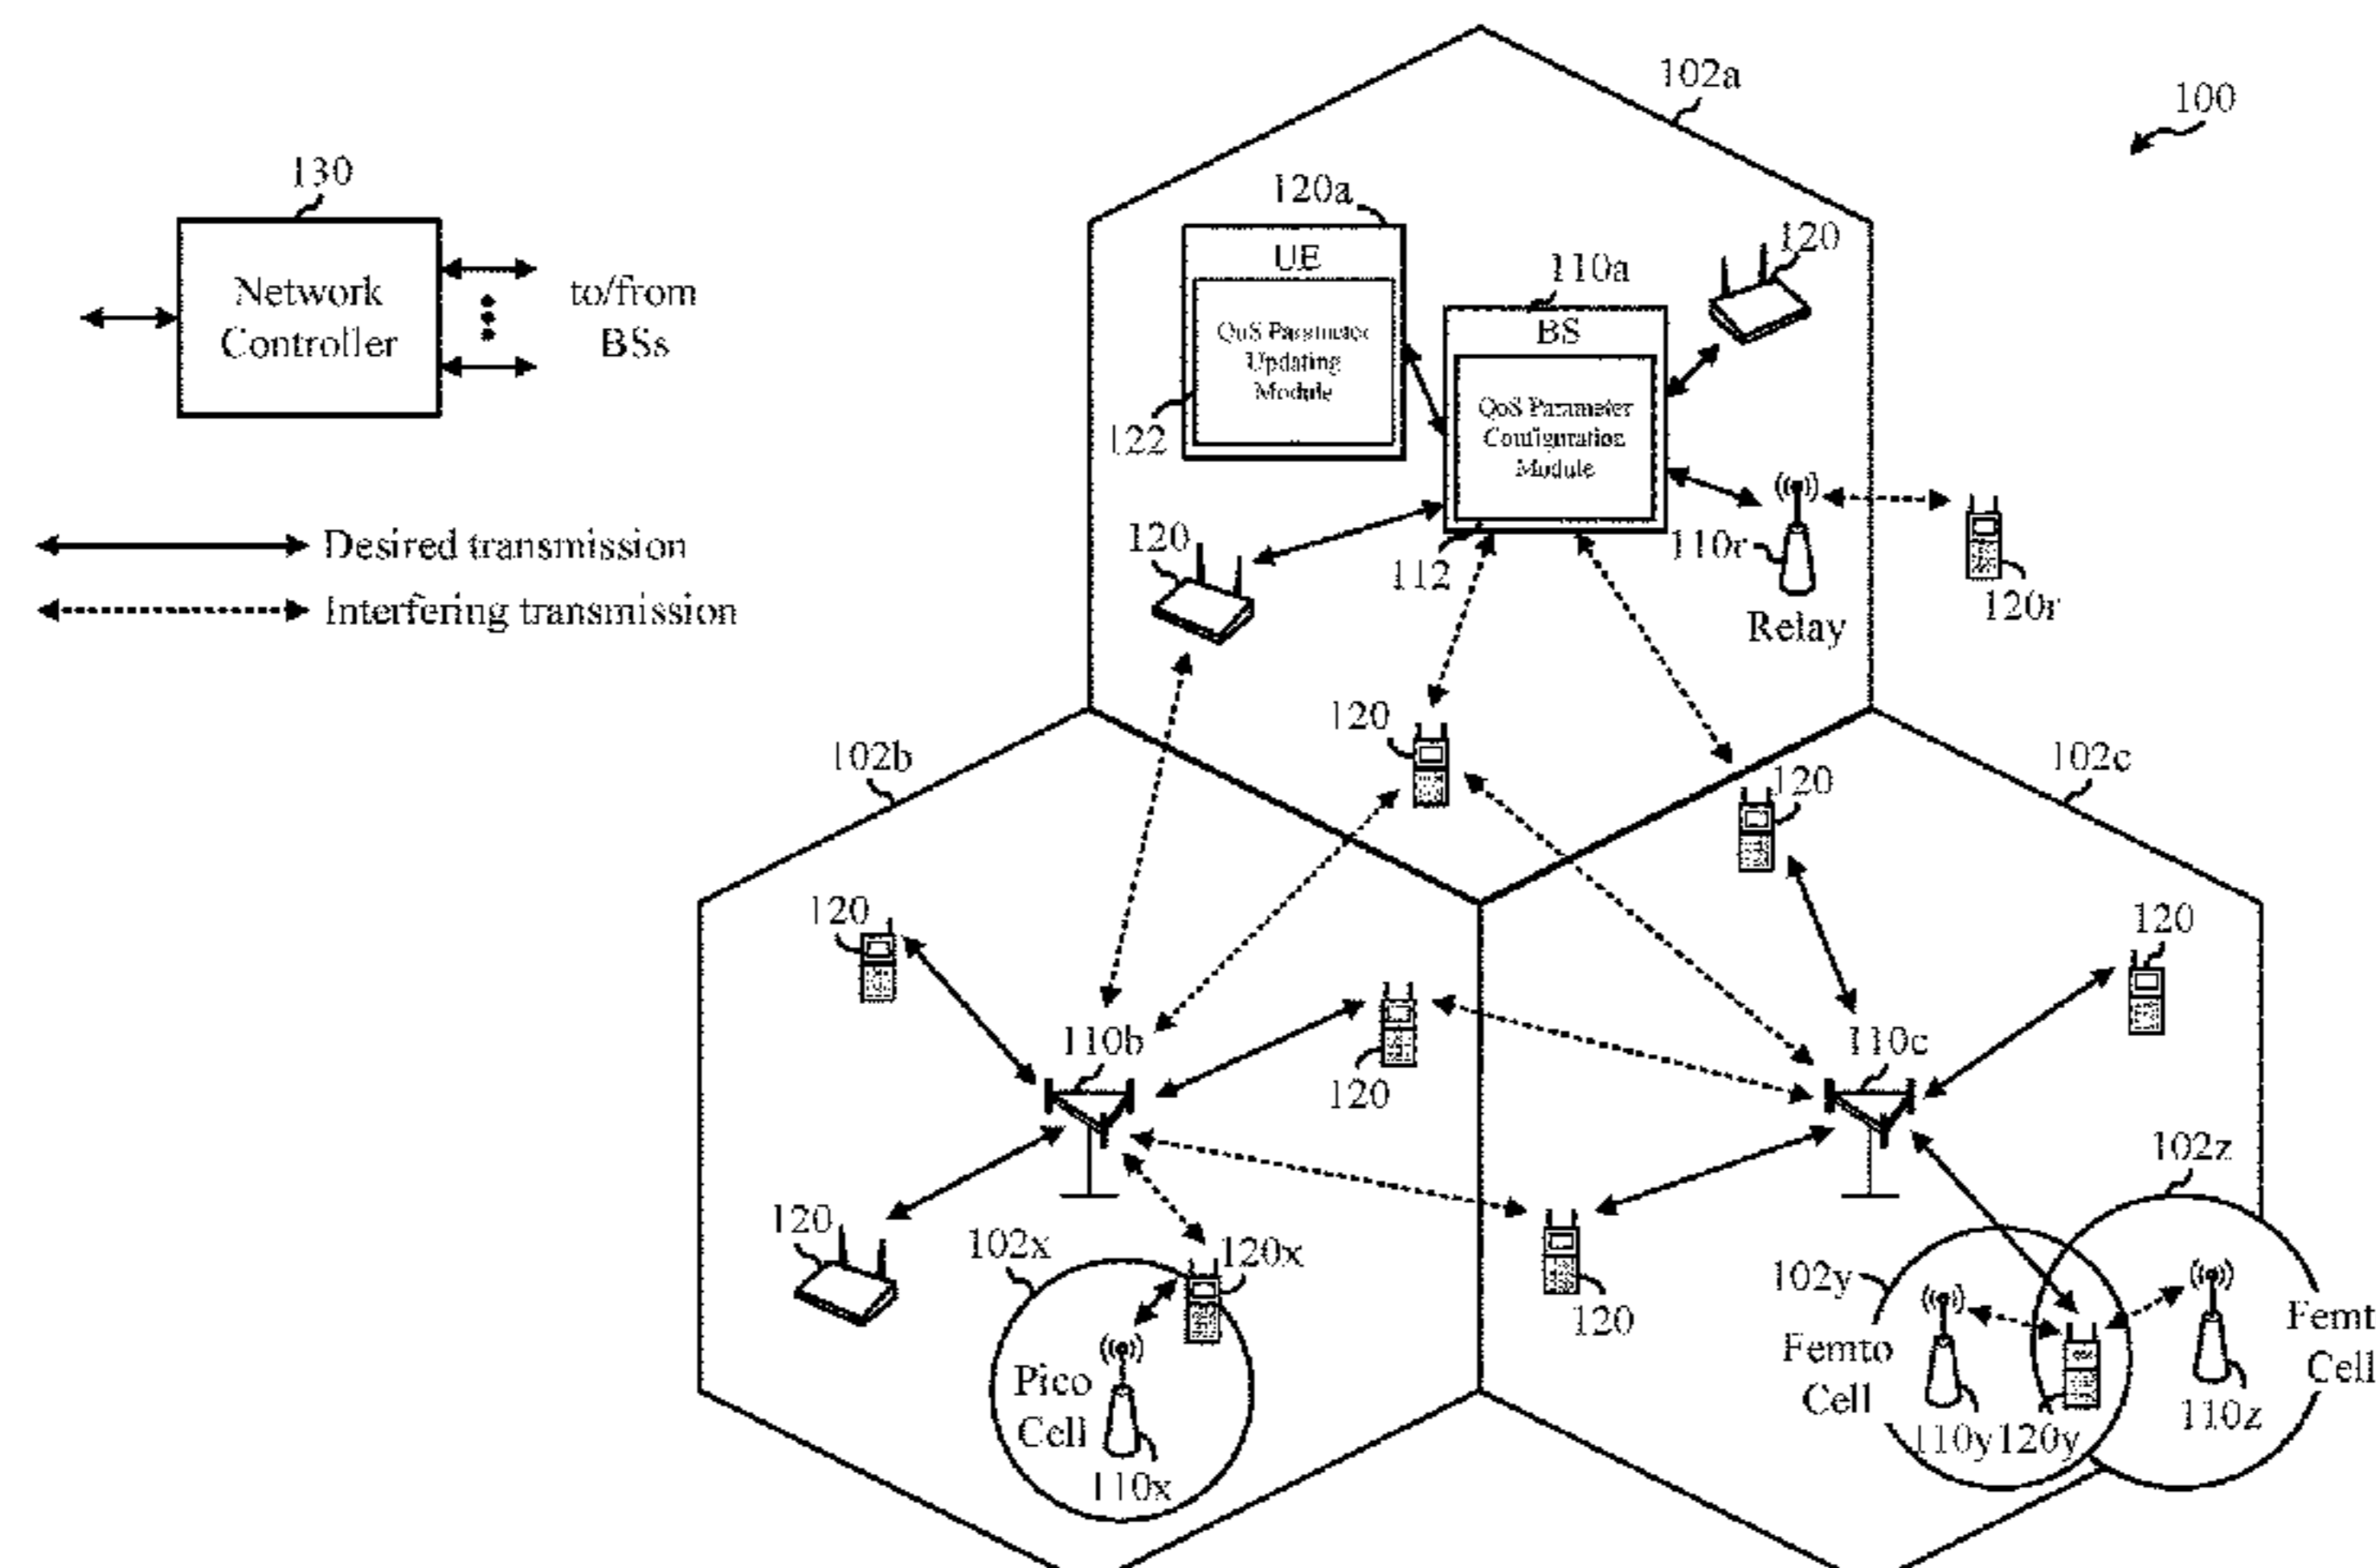 102a
100
130
120a
UE
120
110a
BS
Network
Controller
to/from
BSs
QoS Parameter
Updating
Module
QoS Parameter
Configuration
Module
122
Desired transmission
120
112
110r
Interfering transmission
120r
Relay
120
102b
102c
120
120
120
110b
110c
120
102z
120
102x
120x
102y
120
Pico
Cell
Femto
Cell
Femt
Cell
110z
110y
120y
110x